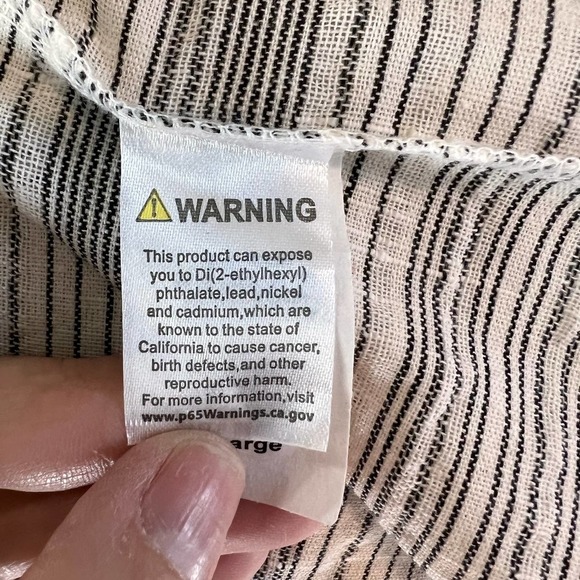 WARNING
This product can expose
you to Di(2-ethylhexyl)
phthalate,lead,nickel
and cadmium,which are
known to the state of
California to cause cancer,
birth defects,and other
reproductive harm.
For more information,visit
www.p65Warnings.ca.gov
arge